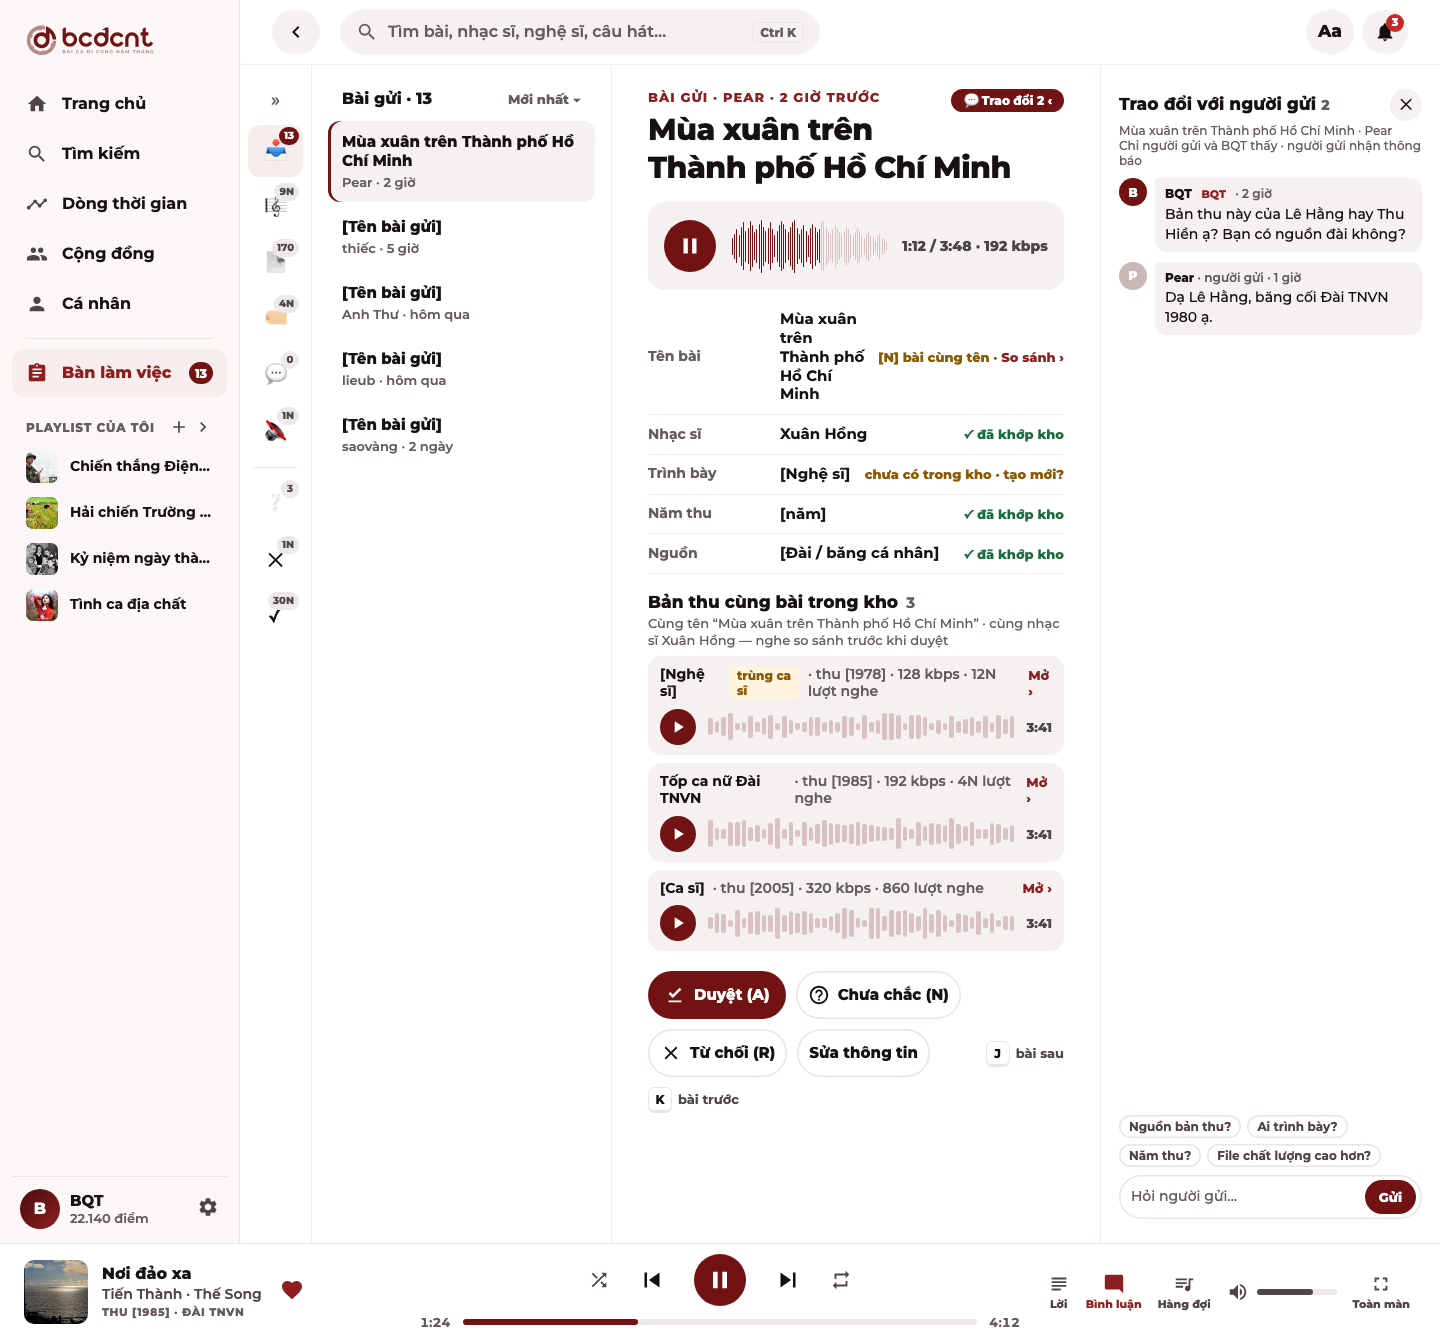 bcdcnt
BÀI CA ĐI CÙNG NĂM THÁNG
Trang chủ
Tìm kiếm
Dòng thời gian
Cộng đồng
Cá nhân
Bàn làm việc 13
PLAYLIST CỦA TÔI
Chiến thắng Điện...
Hải chiến Trường ...
Kỷ niệm ngày thà...
Tình ca địa chất
B
BQT
22.140 điểm
Tìm bài, nhạc sĩ, nghệ sĩ, câu hát...
Ctrl K
Aa
3
»
13
9N
170
4N
0
1N
3
1N
30N
Bài gửi · 13
Mới nhất
Mùa xuân trên Thành phố Hồ
Chí Minh
Pear · 2 giờ
[Tên bài gửi]
thiếc · 5 giờ
[Tên bài gửi]
Anh Thư · hôm qua
[Tên bài gửi]
lieub · hôm qua
[Tên bài gửi]
saovàng · 2 ngày
BÀI GỬI · PEAR · 2 GIỜ TRƯỚC
Trao đổi 2 ‹
Mùa xuân trên
Thành phố Hồ Chí Minh
1:12 / 3:48 · 192 kbps
Tên bài
Mùa xuân
trên
Thành phố
Hồ Chí
Minh
[N] bài cùng tên · So sánh ›
Nhạc sĩ
Xuân Hồng
✓ đã khớp kho
Trình bày
[Nghệ sĩ]
chưa có trong kho · tạo mới?
Năm thu
[năm]
✓ đã khớp kho
Nguồn
[Đài / băng cá nhân]
✓ đã khớp kho
Bản thu cùng bài trong kho 3
Cùng tên “Mùa xuân trên Thành phố Hồ Chí Minh” · cùng nhạc
sĩ Xuân Hồng — nghe so sánh trước khi duyệt
[Nghệ
sĩ]
trùng ca
sĩ
· thu [1978] · 128 kbps · 12N
lượt nghe
Mở
›
3:41
Tốp ca nữ Đài
TNVN
· thu [1985] · 192 kbps · 4N lượt
nghe
Mở
›
3:41
[Ca sĩ] · thu [2005] · 320 kbps · 860 lượt nghe
Mở ›
3:41
Duyệt (A)
Chưa chắc (N)
Từ chối (R)
Sửa thông tin
J bài sau
K bài trước
Trao đổi với người gửi 2
Mùa xuân trên Thành phố Hồ Chí Minh · Pear
Chỉ người gửi và BQT thấy · người gửi nhận thông
báo
B
BQT BQT · 2 giờ
Bản thu này của Lê Hằng hay Thu
Hiền ạ? Bạn có nguồn đài không?
P
Pear · người gửi · 1 giờ
Dạ Lê Hằng, băng cối Đài TNVN
1980 ạ.
Nguồn bản thu?
Ai trình bày?
Năm thu?
File chất lượng cao hơn?
Hỏi người gửi...
Gửi
Nơi đảo xa
Tiến Thành · Thế Song
THU [1985] · ĐÀI TNVN
1:24
4:12
Lời
Bình luận
Hàng đợi
Toàn màn